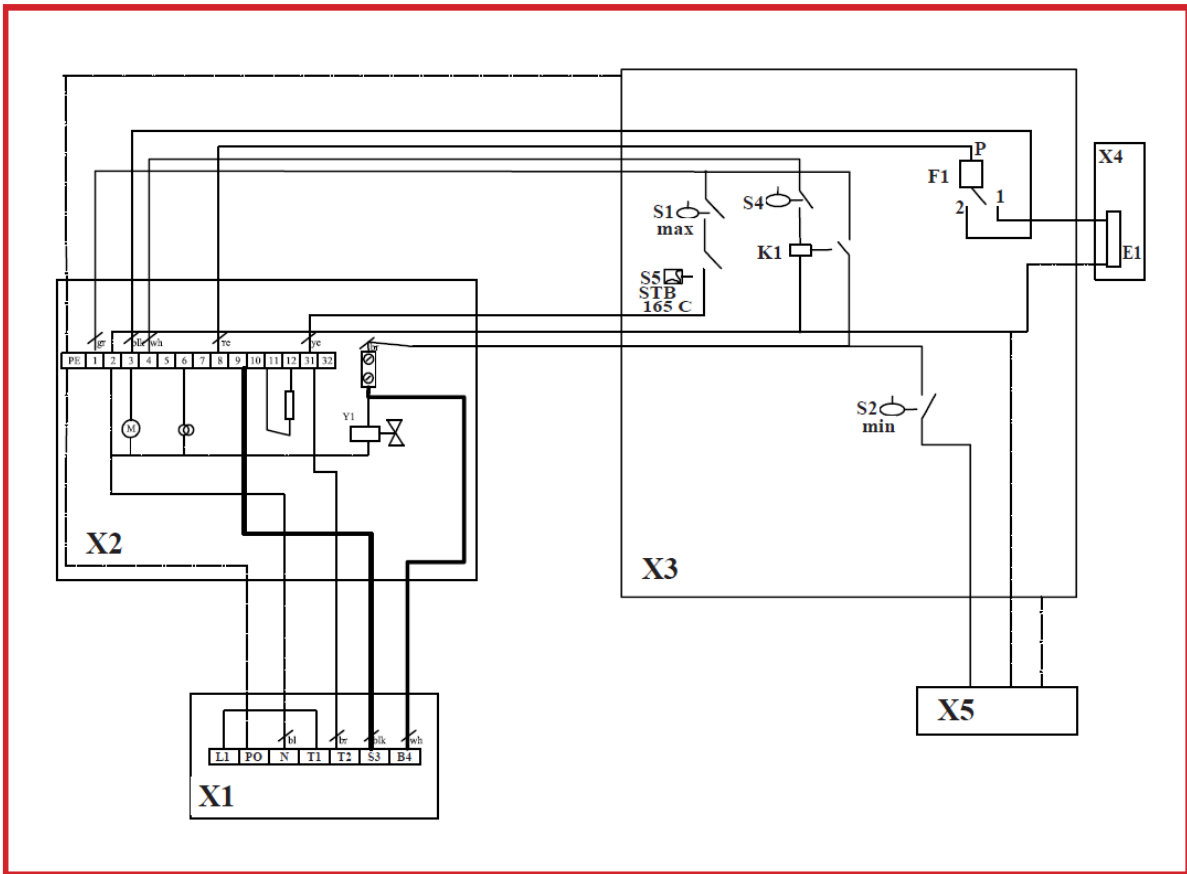 P
X4
F1
2 1
S1
max
S4
K1
E1
S5
STB
165 C
gr blk wh re ye br
PE 1 2 3 4 5 6 7 8 9 10 11 12 31 32
M
Y1
S2
min
X2
X3
X5
bl br blk wh
L1 PO N T1 T2 S3 B4
X1